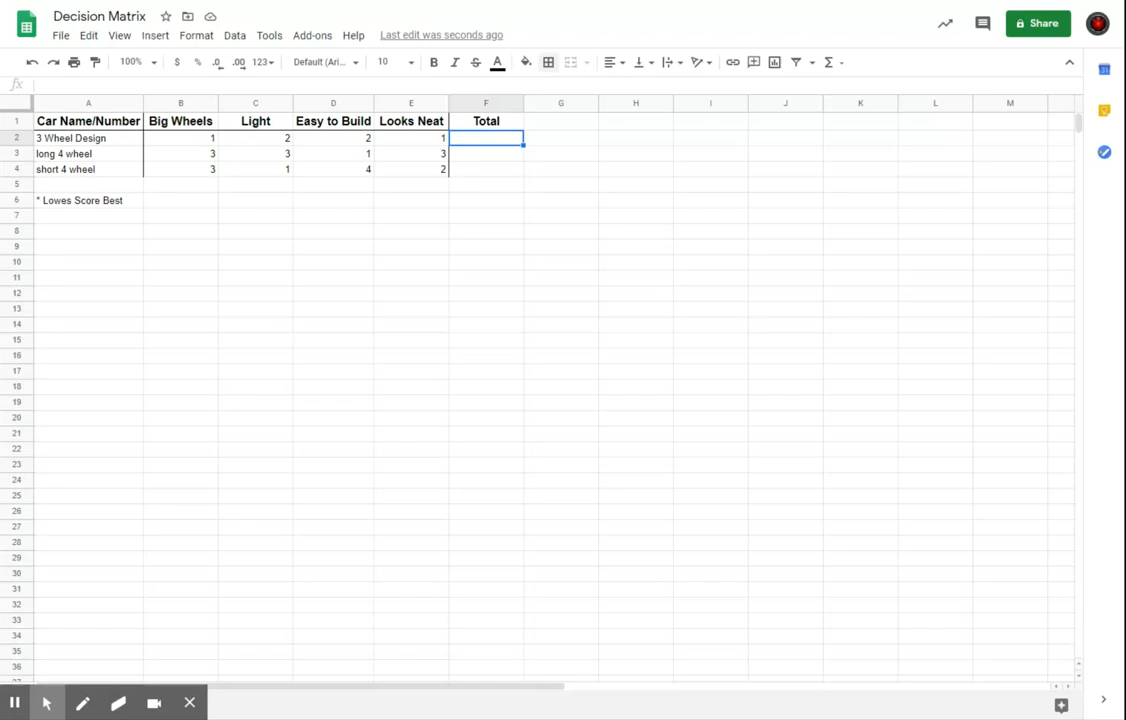 Decision Matrix
File Edit View Insert Format Data Tools Add-ons Help Last edit was seconds ago
Share
100% $ % .0 .00 123 Default (Ari... 10 B I S A Σ
fx
A B C D E F G H I J K L M
1 Car Name/Number Big Wheels Light Easy to Build Looks Neat Total
2 3 Wheel Design 1 2 2 1
3 long 4 wheel 3 3 1 3
4 short 4 wheel 3 1 4 2
5
6 * Lowes Score Best
7
8
9
10
11
12
13
14
15
16
17
18
19
20
21
22
23
24
25
26
27
28
29
30
31
32
33
34
35
36